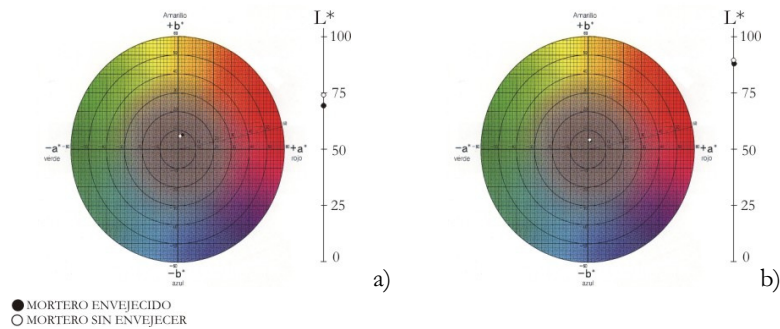 Amarillo
+b*
L*
100
75
50
25
0
-a*
verde
+a*
rojo
-b*
azul
a)
Amarillo
+b*
L*
100
75
50
25
0
-a*
verde
+a*
rojo
-b*
azul
b)
MORTERO ENVEJECIDO
MORTERO SIN ENVEJECER